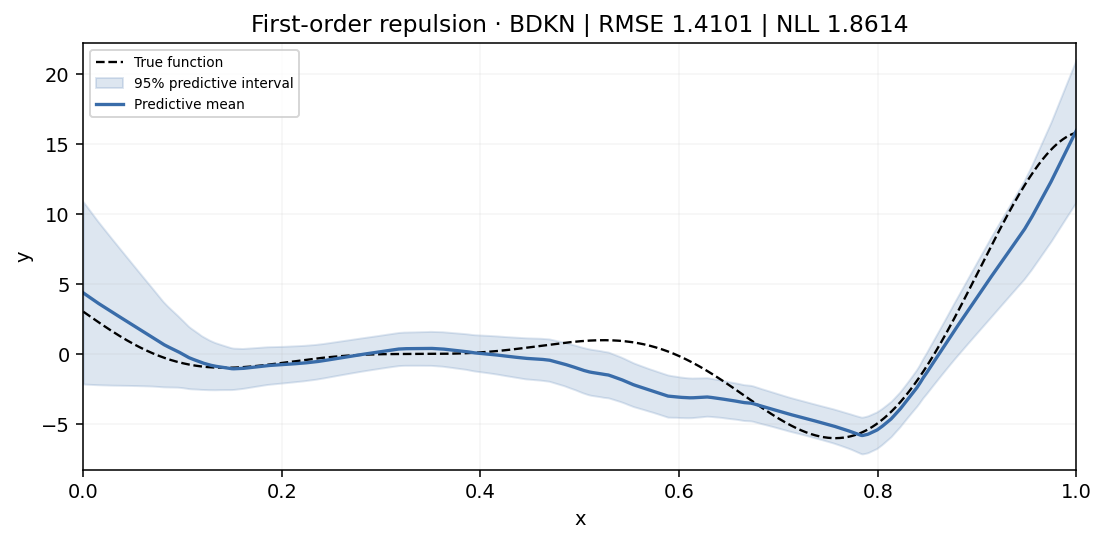 First-order repulsion · BDKN | RMSE 1.4101 | NLL 1.8614
True function
95% predictive interval
Predictive mean
20
15
10
5
0
−5
y
0.0 0.2 0.4 0.6 0.8 1.0
x